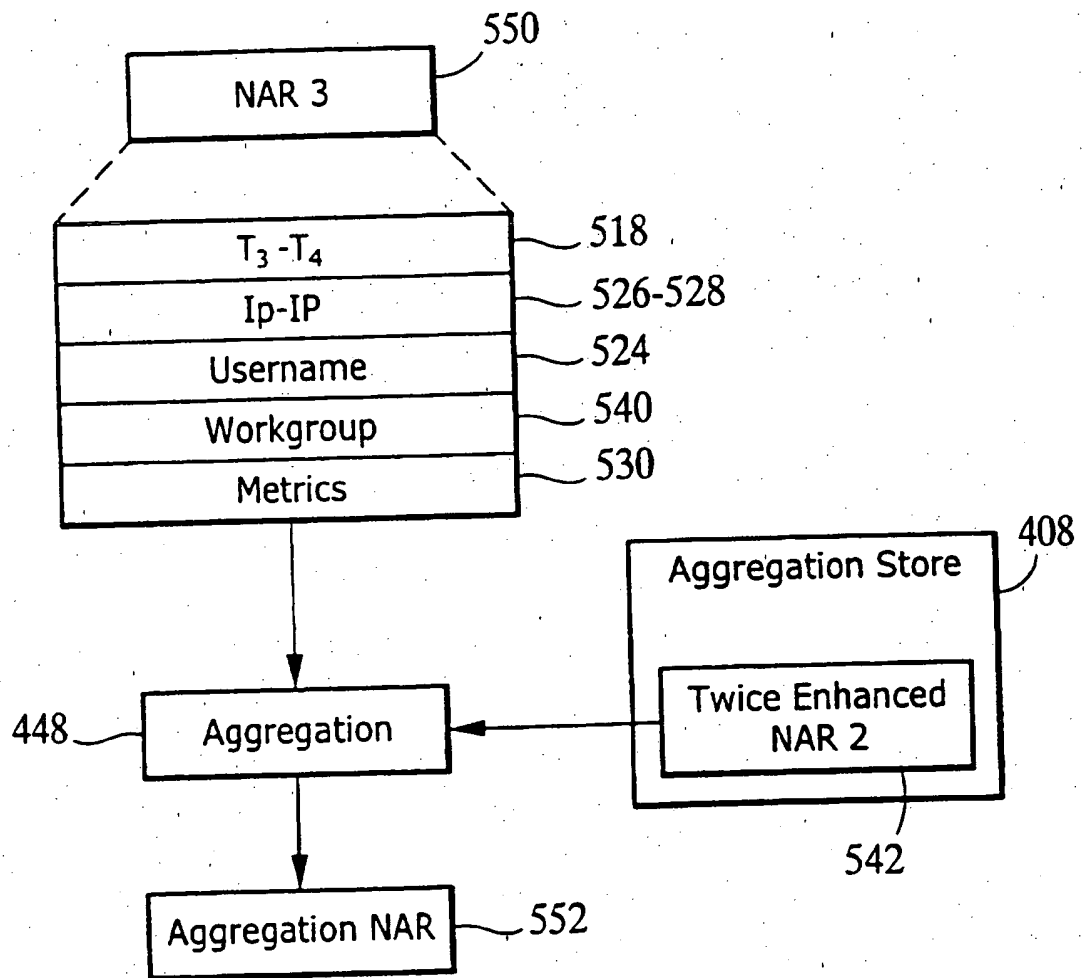 550
NAR 3
T₃-T₄
518
Ip-IP
526-528
Username
524
Workgroup
540
Metrics
530
408
Aggregation Store
Twice Enhanced
NAR 2
448
Aggregation
542
Aggregation NAR
552